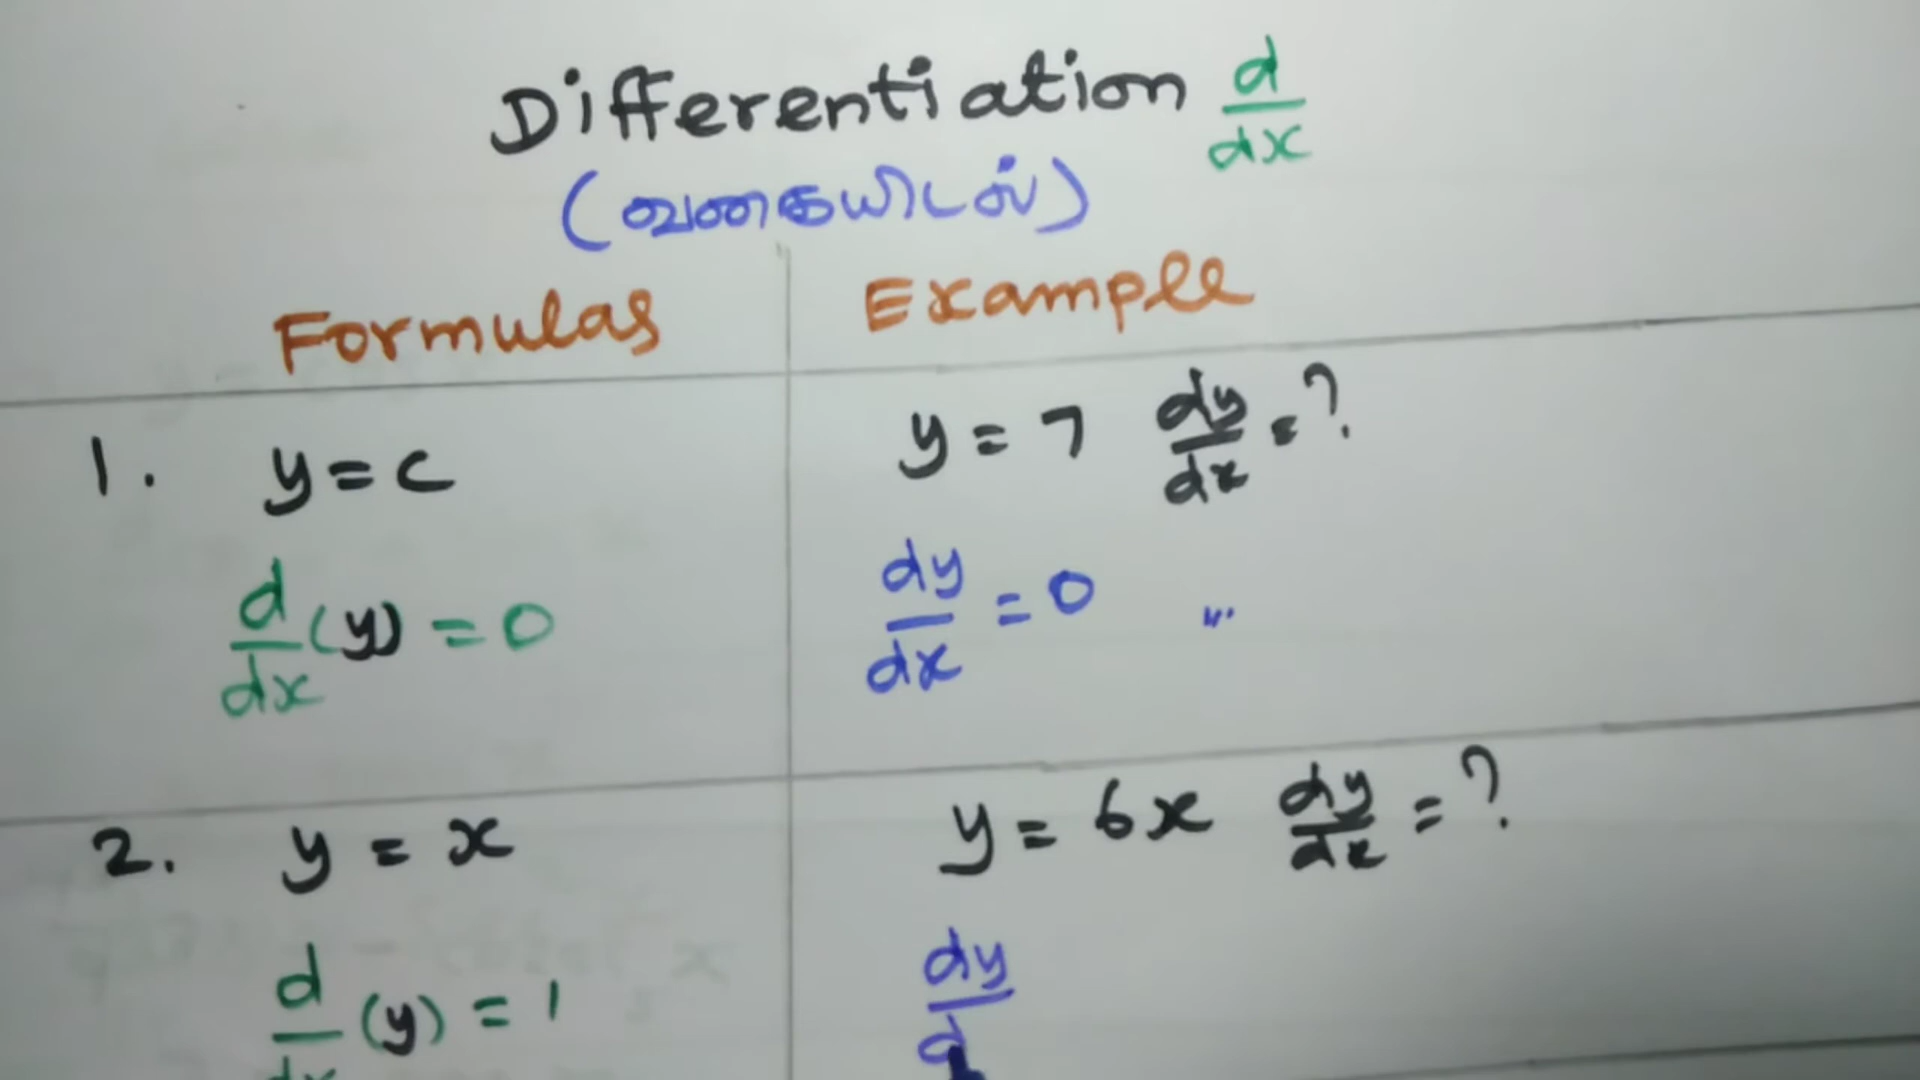 Differentiation d/dx
(வகையிடல்)
Formulas Example
1. y = c y = 7 dy/dx = ?
d/dx (y) = 0 dy/dx = 0 ,,,
2. y = x y = 6x dy/dx = ?
d/dx (y) = 1 dy/d